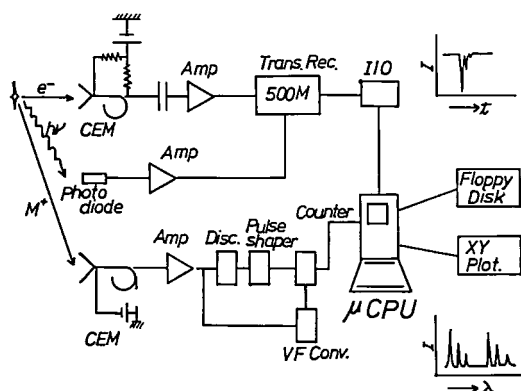 Amp
Trans. Rec.
I/O
I
t
e⁻
500M
CEM
hν
Amp
Photo
diode
M⁺
Counter
Floppy
Disk
Amp
Disc.
Pulse
shaper
XY
Plot.
μCPU
CEM
VF Conv.
I
λ